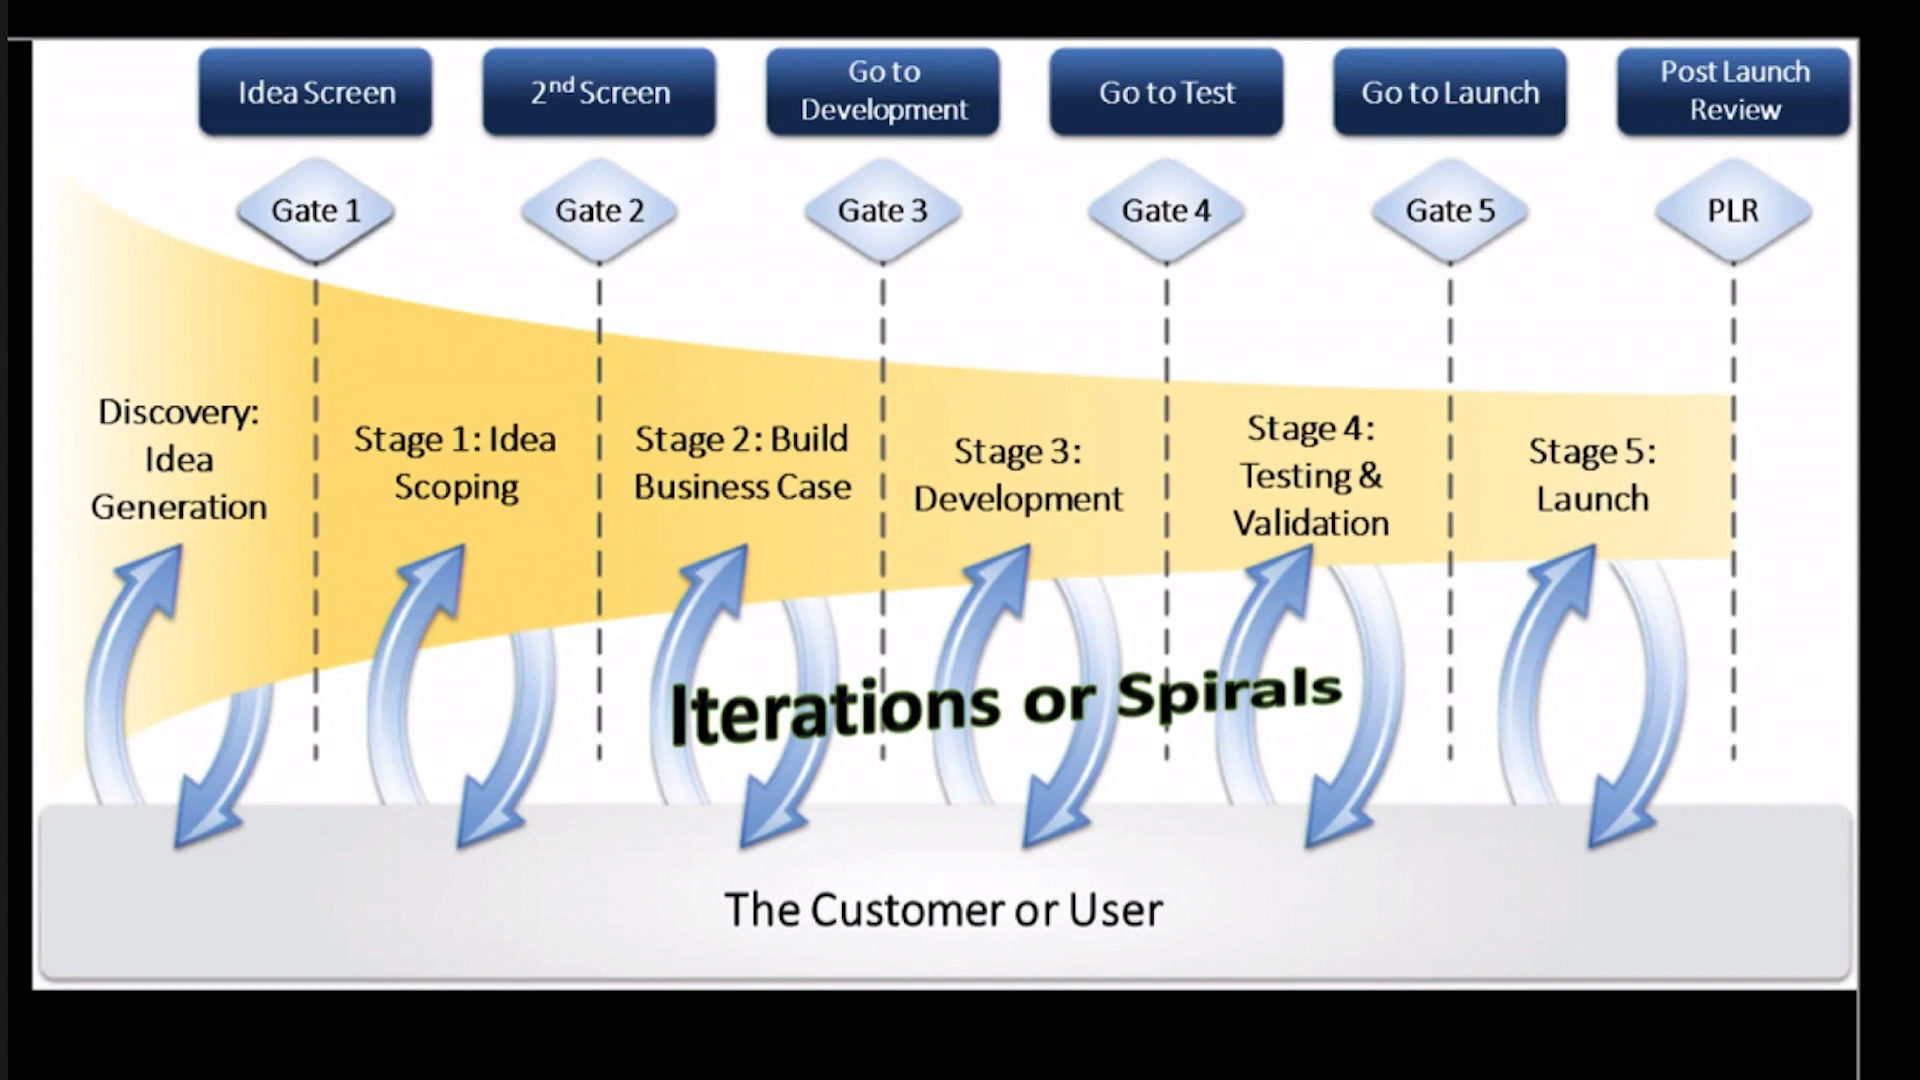 Idea Screen
2nd Screen
Go to
Development
Go to Test
Go to Launch
Post Launch
Review
Gate 1
Gate 2
Gate 3
Gate 4
Gate 5
PLR
Discovery:
Idea
Generation
Stage 1: Idea
Scoping
Stage 2: Build
Business Case
Stage 3:
Development
Stage 4:
Testing &
Validation
Stage 5:
Launch
Iterations or Spirals
The Customer or User